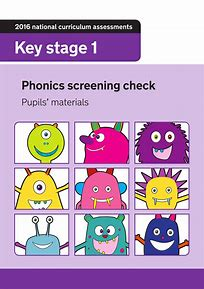 2016 national curriculum assessments
Key stage 1
Phonics screening check
Pupils' materials